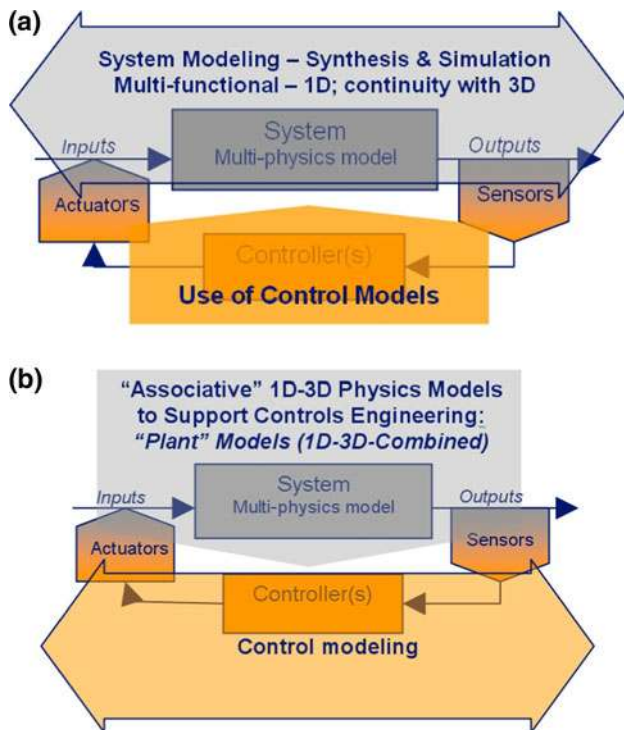 (a)
System Modeling – Synthesis & Simulation
Multi-functional – 1D; continuity with 3D
Inputs
System
Multi-physics model
Outputs
Actuators
Sensors
Controller(s)
Use of Control Models
(b)
“Associative” 1D-3D Physics Models
to Support Controls Engineering:
“Plant” Models (1D-3D-Combined)
Inputs
System
Multi-physics model
Outputs
Actuators
Sensors
Controller(s)
Control modeling